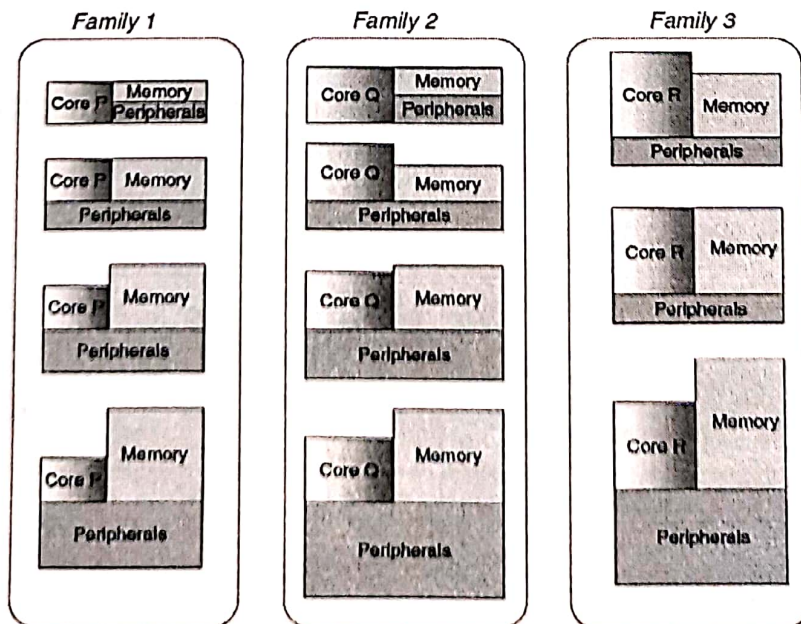 Family 1
Core P
Memory
Peripherals
Core P
Memory
Peripherals
Core P
Memory
Peripherals
Core P
Memory
Peripherals
Family 2
Core Q
Memory
Peripherals
Core Q
Memory
Peripherals
Core Q
Memory
Peripherals
Core Q
Memory
Peripherals
Family 3
Core R
Memory
Peripherals
Core R
Memory
Peripherals
Core R
Memory
Peripherals